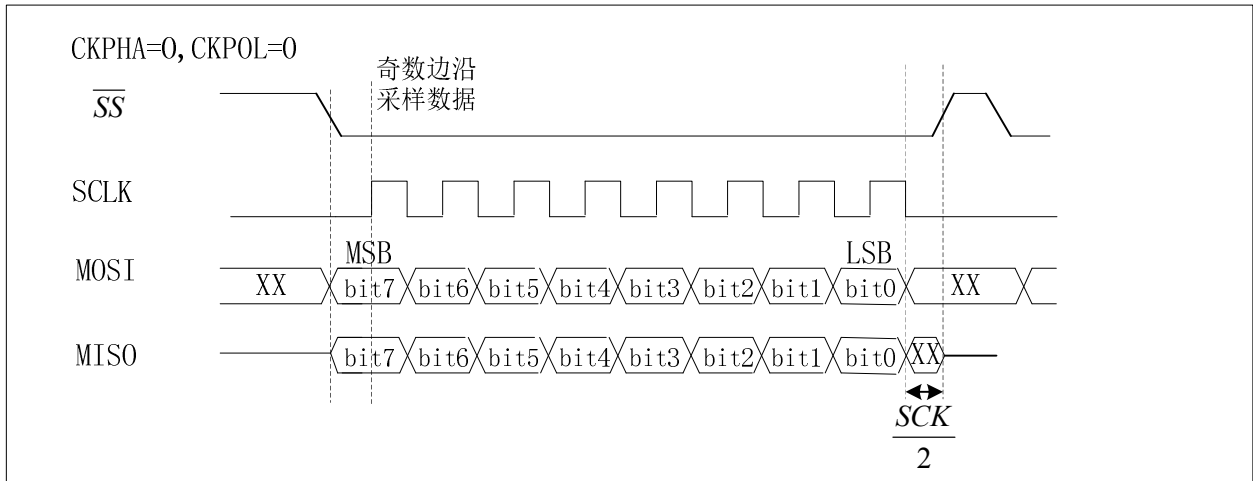 CKPHA=0, CKPOL=0
奇数边沿
采样数据
SS
SCLK
MOSI
MSB
LSB
XX bit7 bit6 bit5 bit4 bit3 bit2 bit1 bit0 XX
MISO
bit7 bit6 bit5 bit4 bit3 bit2 bit1 bit0 XX
SCK
2